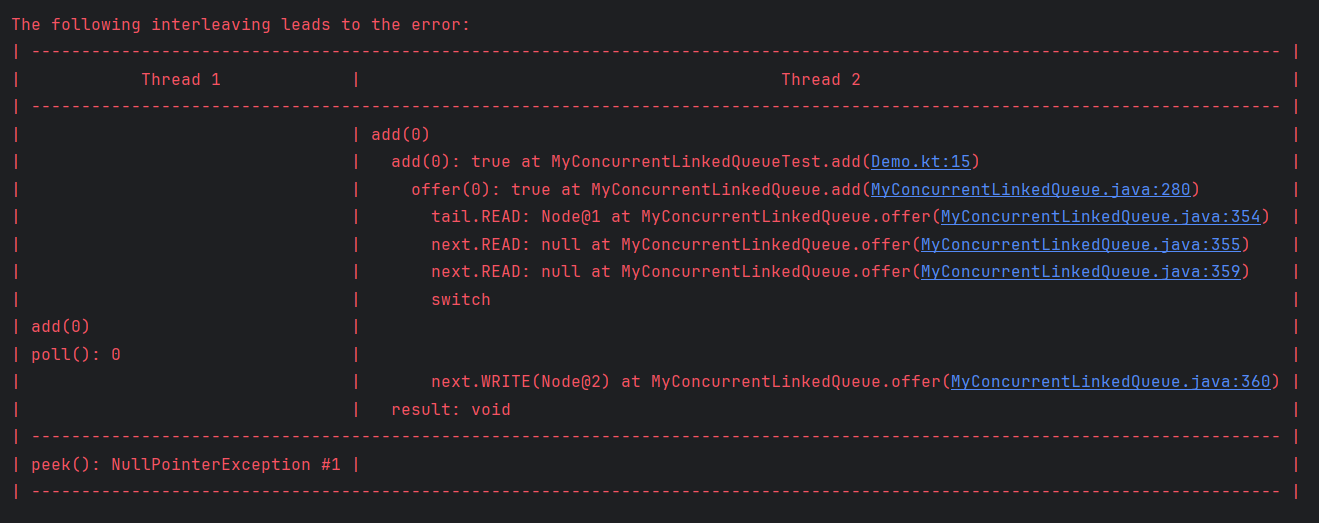 The following interleaving leads to the error:
| ----------------------------------------------------------------------------------------------------------------------------- |
|            Thread 1             |                                          Thread 2                                           |
| ----------------------------------------------------------------------------------------------------------------------------- |
|                                 | add(0)                                                                                      |
|                                 |   add(0): true at MyConcurrentLinkedQueueTest.add(Demo.kt:15)                               |
|                                 |     offer(0): true at MyConcurrentLinkedQueue.add(MyConcurrentLinkedQueue.java:280)          |
|                                 |       tail.READ: Node@1 at MyConcurrentLinkedQueue.offer(MyConcurrentLinkedQueue.java:354)  |
|                                 |       next.READ: null at MyConcurrentLinkedQueue.offer(MyConcurrentLinkedQueue.java:355)    |
|                                 |       next.READ: null at MyConcurrentLinkedQueue.offer(MyConcurrentLinkedQueue.java:359)    |
|                                 |       switch                                                                                |
| add(0)                          |                                                                                             |
| poll(): 0                       |                                                                                             |
|                                 |       next.WRITE(Node@2) at MyConcurrentLinkedQueue.offer(MyConcurrentLinkedQueue.java:360) |
|                                 |   result: void                                                                              |
| ----------------------------------------------------------------------------------------------------------------------------- |
| peek(): NullPointerException #1 |                                                                                             |
| ----------------------------------------------------------------------------------------------------------------------------- |